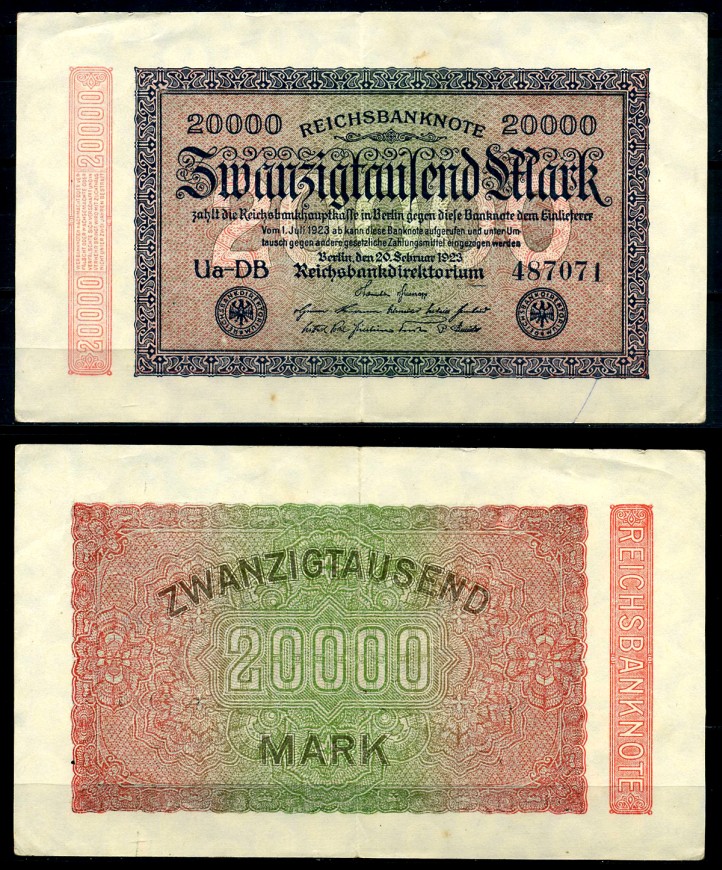 20000 REICHSBANKNOTE 20000
Zwanzigtausend Mark
zahlt die Reichsbankhauptkasse in Berlin gegen diese Banknote dem Einlieferer
Vom 1. Juli 1923 ab kann diese Banknote aufgerufen und unter Um-
tausch gegen andere gesetzliche Zahlungsmittel eingezogen werden
Berlin, den 20. Februar 1923
Ua-DB Reichsbankdirektorium 487071
20000
20000
20000
ZWANZIGTAUSEND
20000
MARK
REICHSBANKNOTE